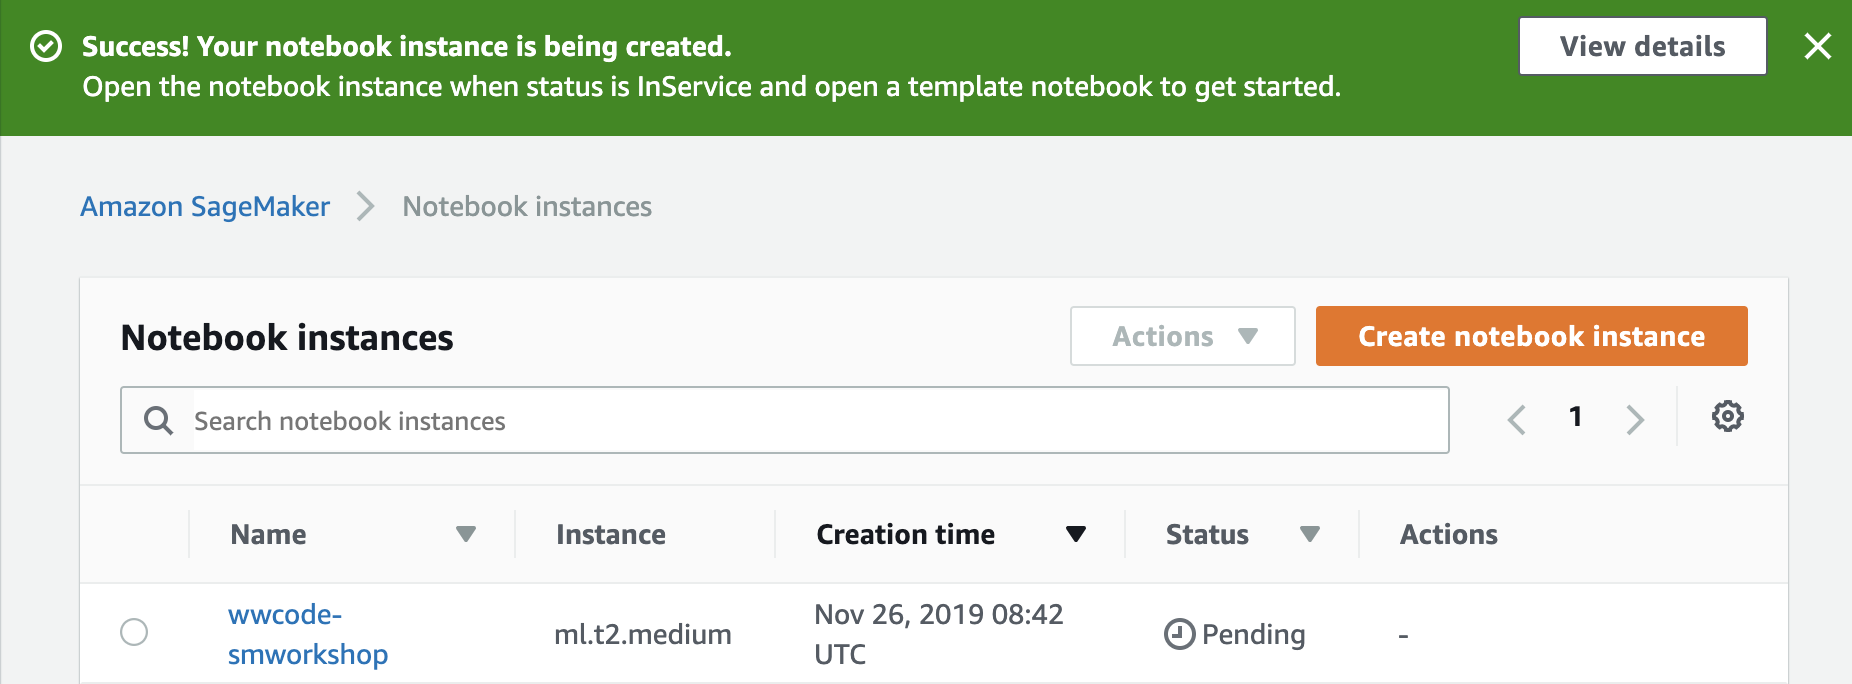 Success! Your notebook instance is being created.
View details
Open the notebook instance when status is InService and open a template notebook to get started.
Amazon SageMaker
Notebook instances
Notebook instances
Actions
Create notebook instance
Search notebook instances
1
Name
Instance
Creation time
Status
Actions
wwcode-
smworkshop
ml.t2.medium
Nov 26, 2019 08:42
UTC
Pending
-